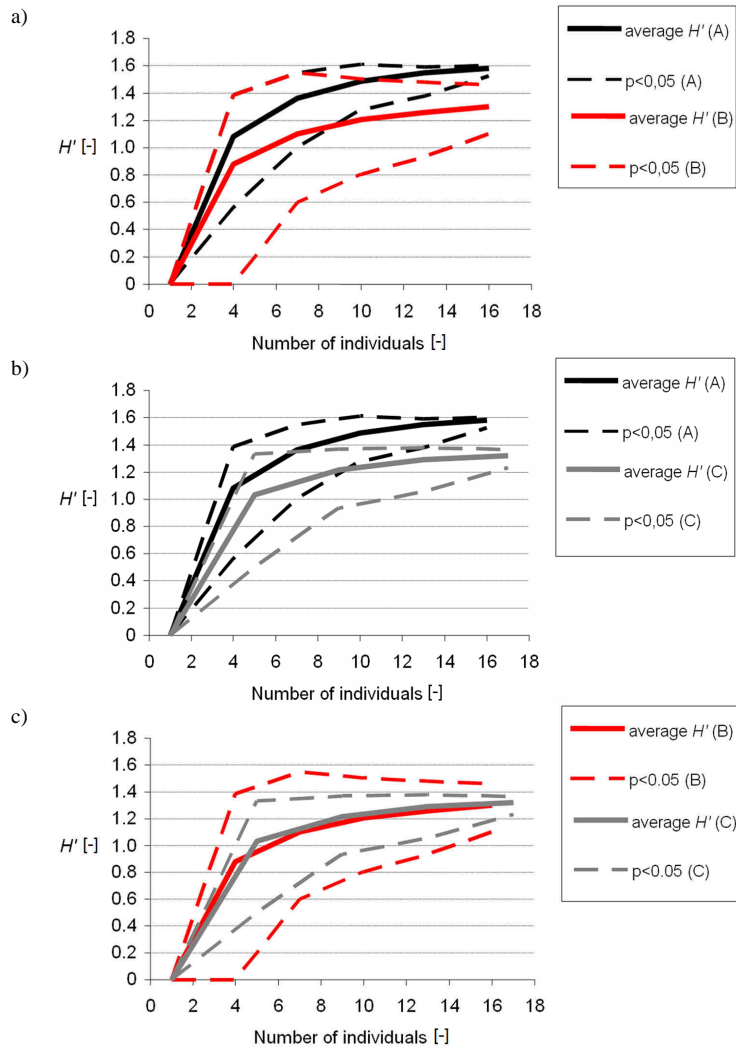 a)
1.8
1.6
1.4
1.2
1.0
0.8
0.6
0.4
0.2
0
H' [-]
0 2 4 6 8 10 12 14 16 18
Number of individuals [-]
average H' (A)
p<0,05 (A)
average H' (B)
p<0,05 (B)
b)
1.8
1.6
1.4
1.2
1.0
0.8
0.6
0.4
0.2
0
H' [-]
0 2 4 6 8 10 12 14 16 18
Number of individuals [-]
average H' (A)
p<0,05 (A)
average H' (C)
p<0,05 (C)
c)
1.8
1.6
1.4
1.2
1.0
0.8
0.6
0.4
0.2
0
H' [-]
0 2 4 6 8 10 12 14 16 18
Number of individuals [-]
average H' (B)
p<0.05 (B)
average H' (C)
p<0.05 (C)